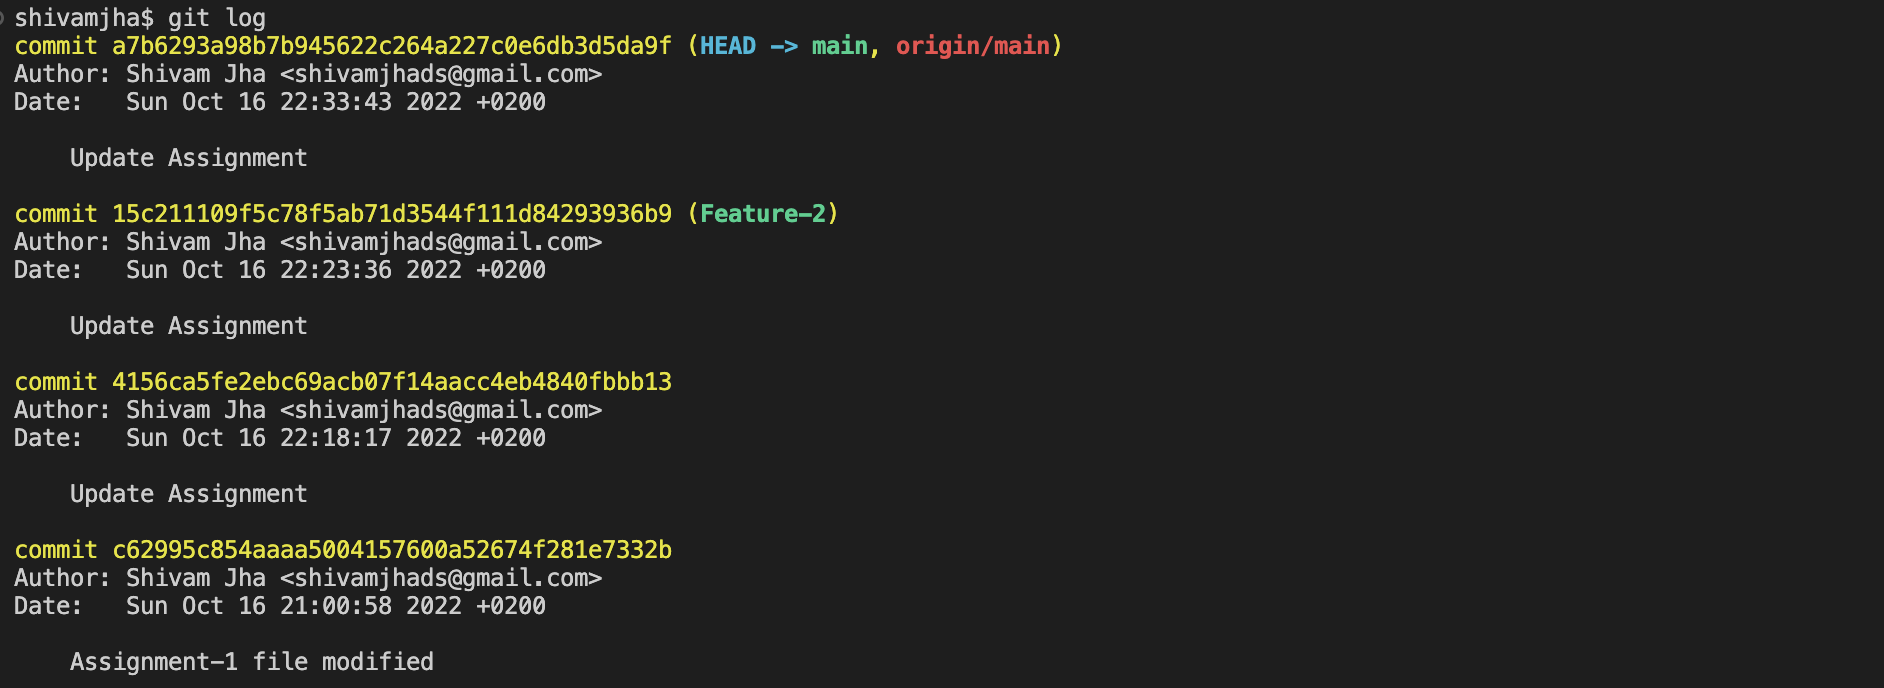 shivamjha$ git log
commit a7b6293a98b7b945622c264a227c0e6db3d5da9f (HEAD -> main, origin/main)
Author: Shivam Jha <shivamjhads@gmail.com>
Date:   Sun Oct 16 22:33:43 2022 +0200
Update Assignment
commit 15c211109f5c78f5ab71d3544f111d84293936b9 (Feature-2)
Author: Shivam Jha <shivamjhads@gmail.com>
Date:   Sun Oct 16 22:23:36 2022 +0200
Update Assignment
commit 4156ca5fe2ebc69acb07f14aacc4eb4840fbbb13
Author: Shivam Jha <shivamjhads@gmail.com>
Date:   Sun Oct 16 22:18:17 2022 +0200
Update Assignment
commit c62995c854aaaa5004157600a52674f281e7332b
Author: Shivam Jha <shivamjhads@gmail.com>
Date:   Sun Oct 16 21:00:58 2022 +0200
Assignment-1 file modified